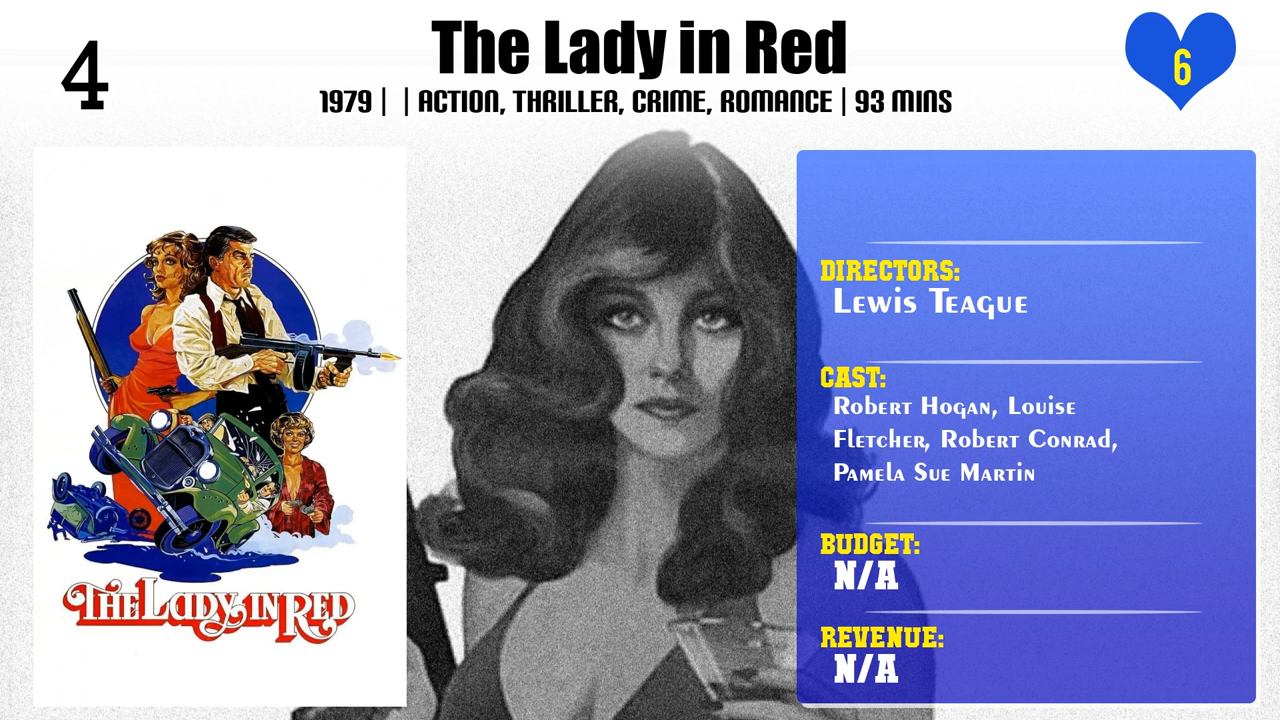 4
The Lady in Red
1979 | | ACTION, THRILLER, CRIME, ROMANCE | 93 MINS
6
THE LADY IN RED
DIRECTORS:
Lewis Teague
CAST:
Robert Hogan, Louise
Fletcher, Robert Conrad,
Pamela Sue Martin
BUDGET:
N/A
REVENUE:
N/A